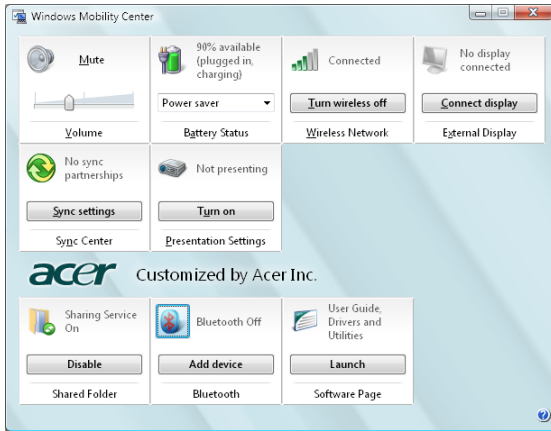 Windows Mobility Center
Mute
Volume
90% available
(plugged in,
charging)
Power saver
Battery Status
Connected
Turn wireless off
Wireless Network
No display
connected
Connect display
External Display
No sync
partnerships
Sync settings
Sync Center
Not presenting
Turn on
Presentation Settings
acer Customized by Acer Inc.
Sharing Service
On
Disable
Shared Folder
Bluetooth Off
Add device
Bluetooth
User Guide,
Drivers and
Utilities
Launch
Software Page